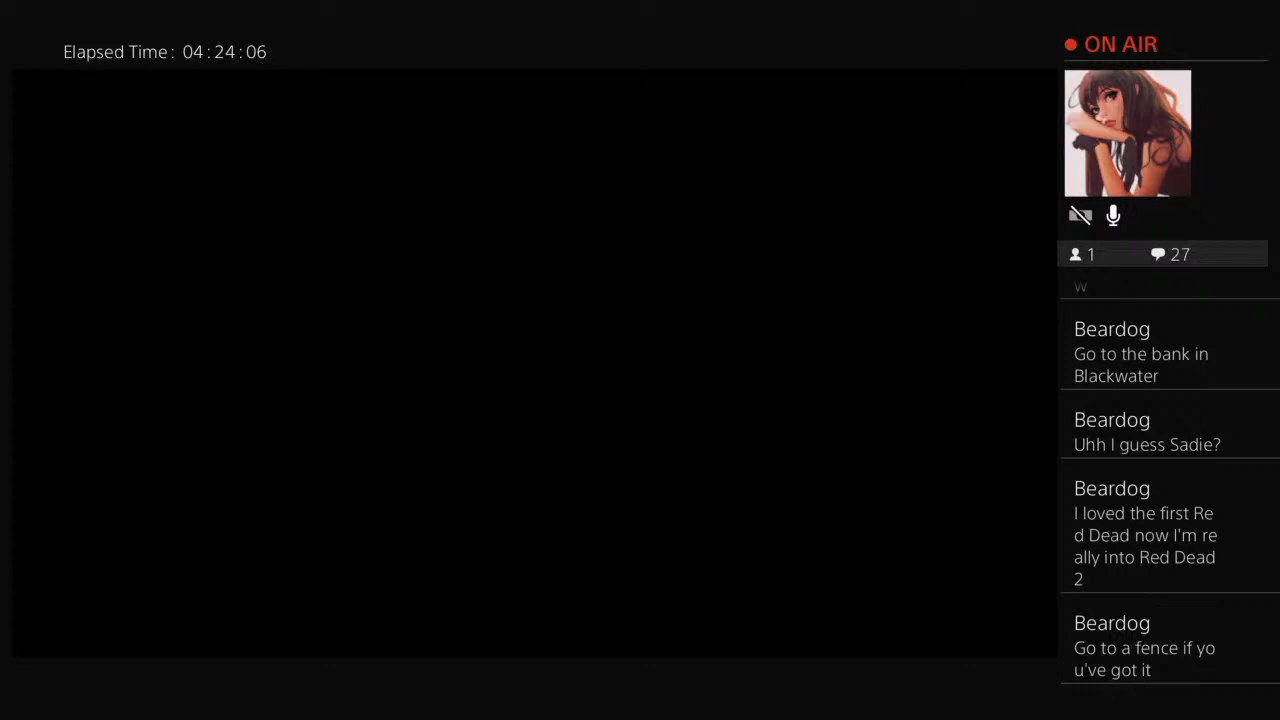 Elapsed Time: 04:24:06
ON AIR
1 27
W
Beardog
Go to the bank in
Blackwater
Beardog
Uhh I guess Sadie?
Beardog
I loved the first Re
d Dead now I'm re
ally into Red Dead
2
Beardog
Go to a fence if yo
u've got it